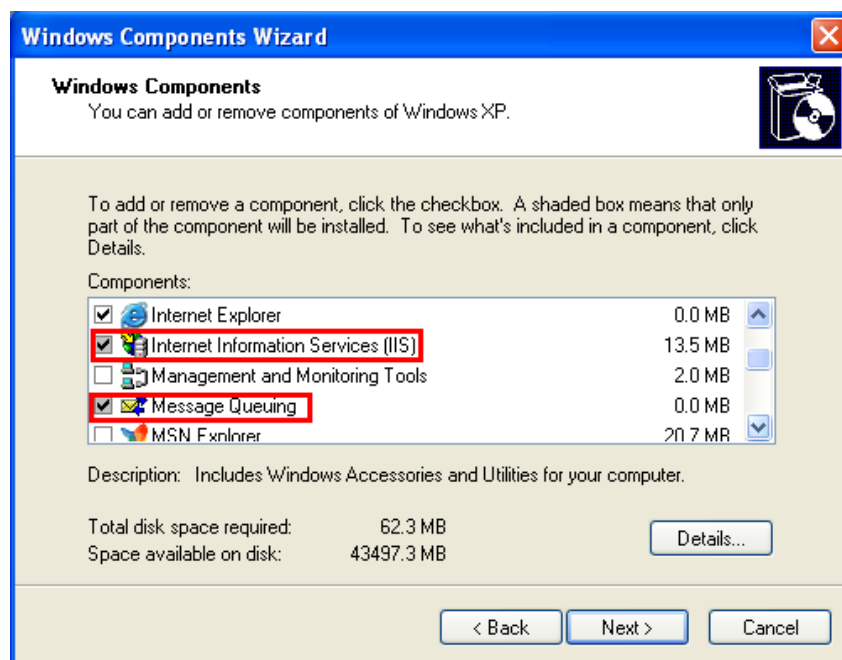 Windows Components Wizard
Windows Components
You can add or remove components of Windows XP.
To add or remove a component, click the checkbox. A shaded box means that only
part of the component will be installed. To see what's included in a component, click
Details.
Components:
Internet Explorer 0.0 MB
Internet Information Services (IIS) 13.5 MB
Management and Monitoring Tools 2.0 MB
Message Queuing 0.0 MB
MSN Explorer 20.7 MB
Description: Includes Windows Accessories and Utilities for your computer.
Total disk space required: 62.3 MB
Space available on disk: 43497.3 MB
Details...
< Back Next > Cancel